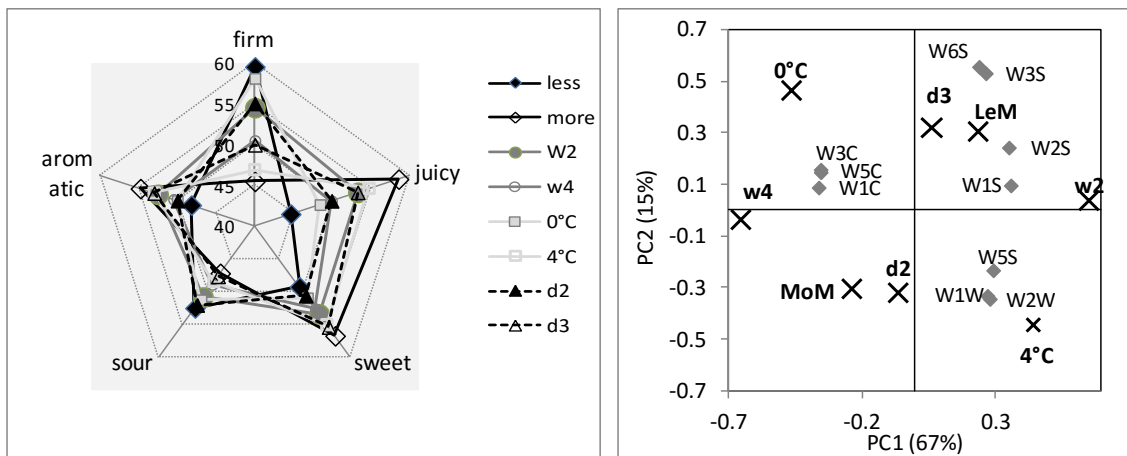 firm
60
55
50
45
40
arom
atic
juicy
sour
sweet
less
more
W2
w4
0°C
4°C
d2
d3
0.7
0.5
0.3
0.1
-0.1
-0.3
-0.5
-0.7
-0.7
-0.2
0.3
PC2 (15%)
PC1 (67%)
W6S
W3S
0°C
d3
LeM
W2S
W3C
W5C
W1C
W1S
w2
w4
W5S
MoM
d2
W1W
W2W
4°C